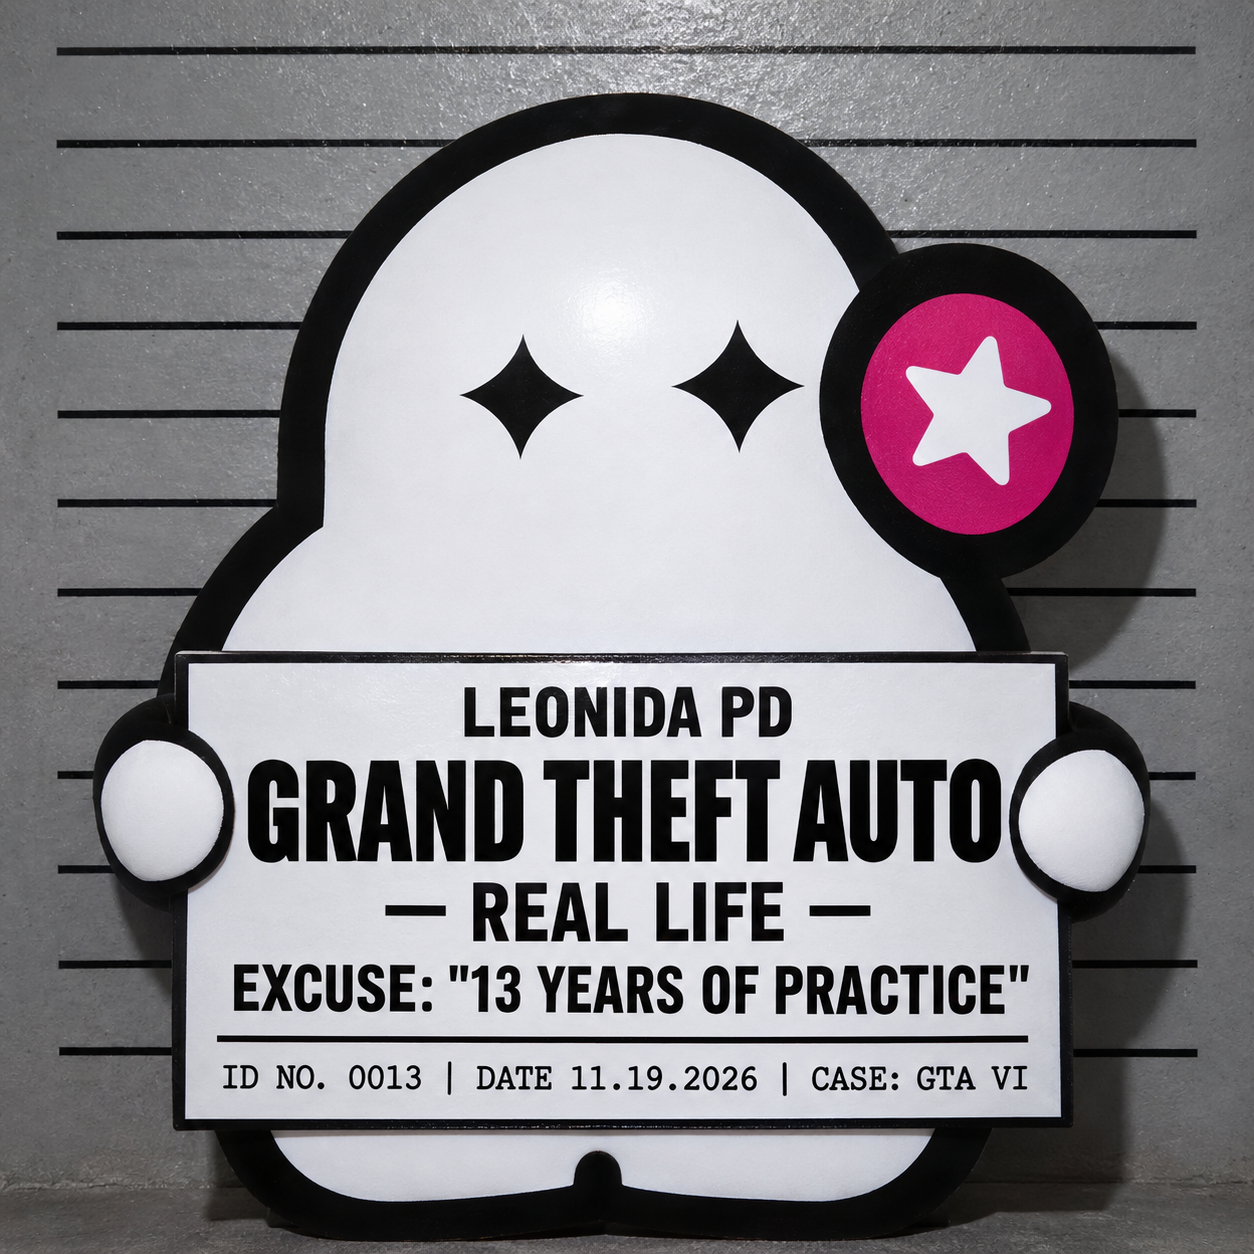 LEONIDA PD
GRAND THEFT AUTO
— REAL LIFE —
EXCUSE: "13 YEARS OF PRACTICE"
ID NO. 0013 | DATE 11.19.2026 | CASE: GTA VI